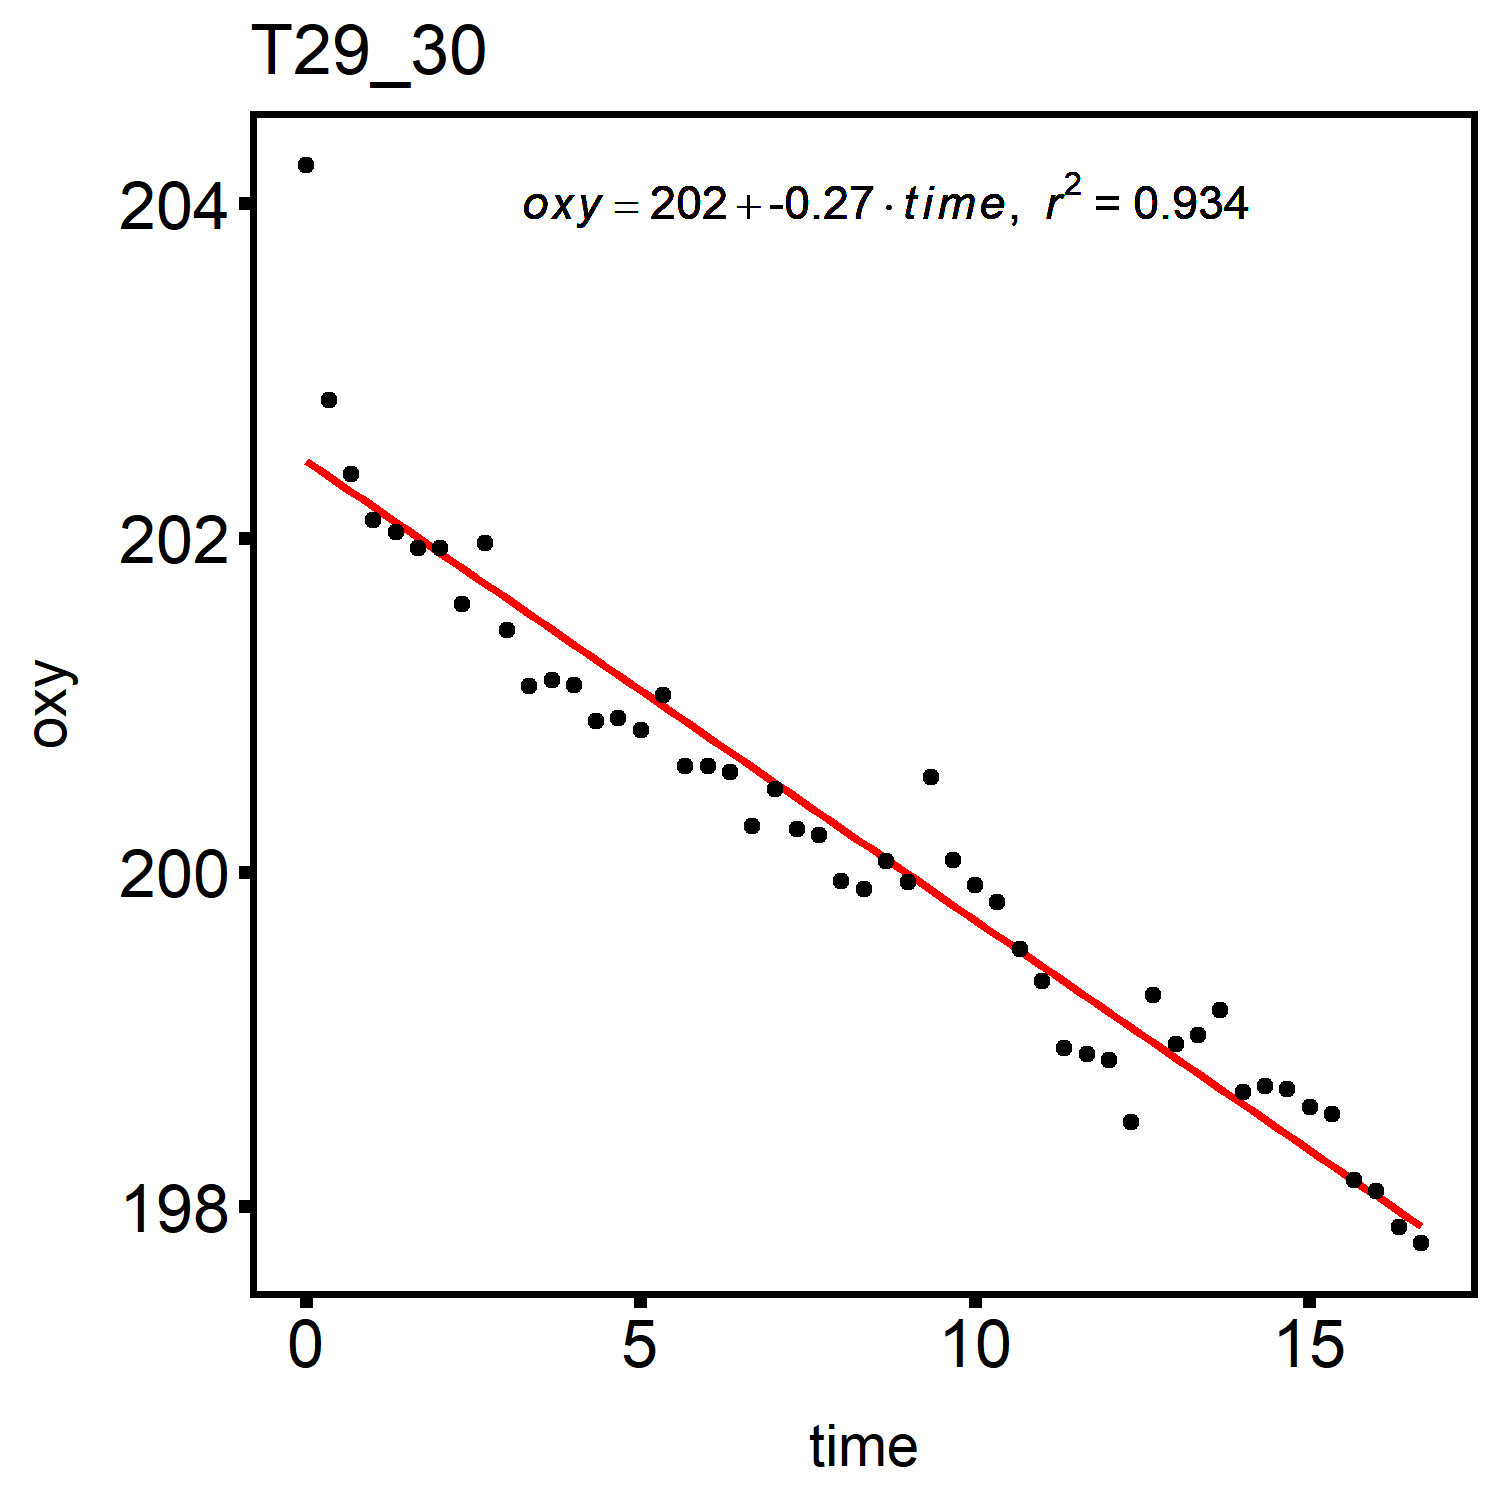 T29_30
oxy = 202 + -0.27 · time, r² = 0.934
204
202
200
198
oxy
0 5 10 15
time